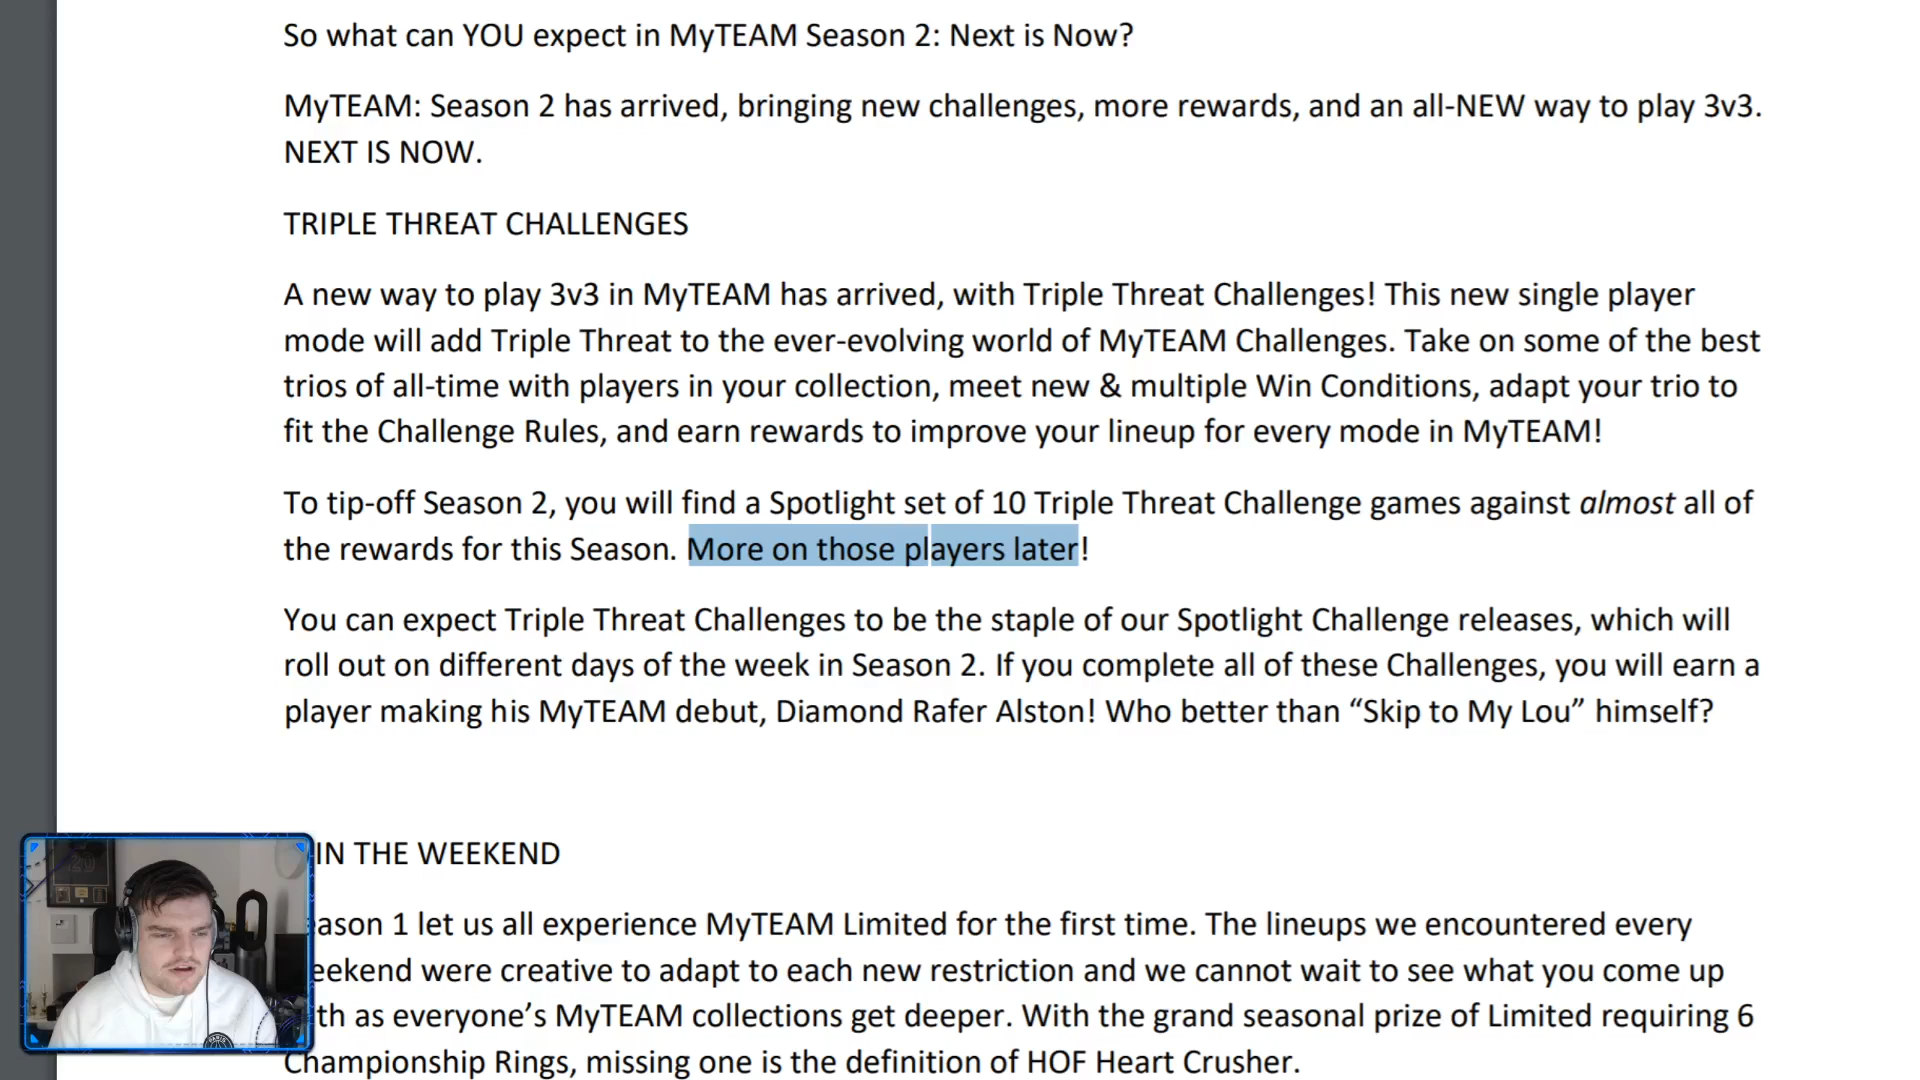 So what can YOU expect in MyTEAM Season 2: Next is Now?
MyTEAM: Season 2 has arrived, bringing new challenges, more rewards, and an all-NEW way to play 3v3.
NEXT IS NOW.
TRIPLE THREAT CHALLENGES
A new way to play 3v3 in MyTEAM has arrived, with Triple Threat Challenges! This new single player
mode will add Triple Threat to the ever-evolving world of MyTEAM Challenges. Take on some of the best
trios of all-time with players in your collection, meet new & multiple Win Conditions, adapt your trio to
fit the Challenge Rules, and earn rewards to improve your lineup for every mode in MyTEAM!
To tip-off Season 2, you will find a Spotlight set of 10 Triple Threat Challenge games against almost all of
the rewards for this Season. More on those players later!
You can expect Triple Threat Challenges to be the staple of our Spotlight Challenge releases, which will
roll out on different days of the week in Season 2. If you complete all of these Challenges, you will earn a
player making his MyTEAM debut, Diamond Rafer Alston! Who better than “Skip to My Lou” himself?
IN THE WEEKEND
ason 1 let us all experience MyTEAM Limited for the first time. The lineups we encountered every
eekend were creative to adapt to each new restriction and we cannot wait to see what you come up
th as everyone’s MyTEAM collections get deeper. With the grand seasonal prize of Limited requiring 6
Championship Rings, missing one is the definition of HOF Heart Crusher.